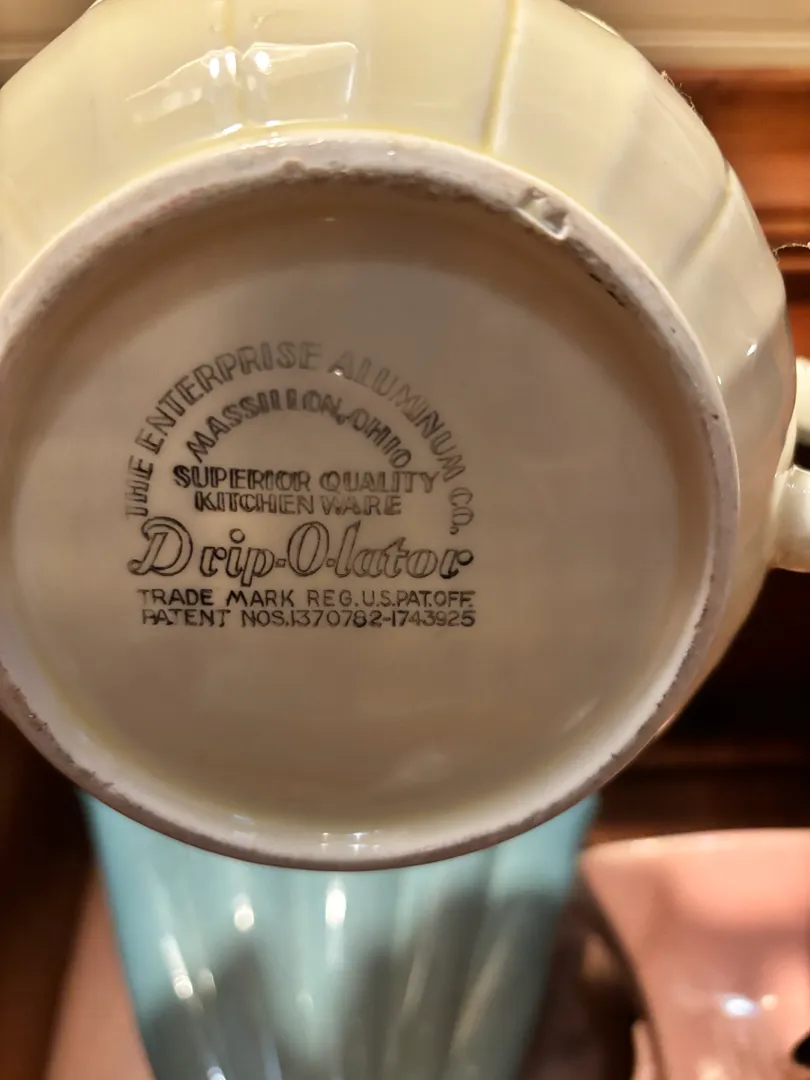 THE ENTERPRISE ALUMINUM CO.
MASSILLON, OHIO
SUPERIOR QUALITY
KITCHEN WARE
Drip-O-lator
TRADE MARK REG. U.S. PAT. OFF.
PATENT NOS. 1370782-1743925